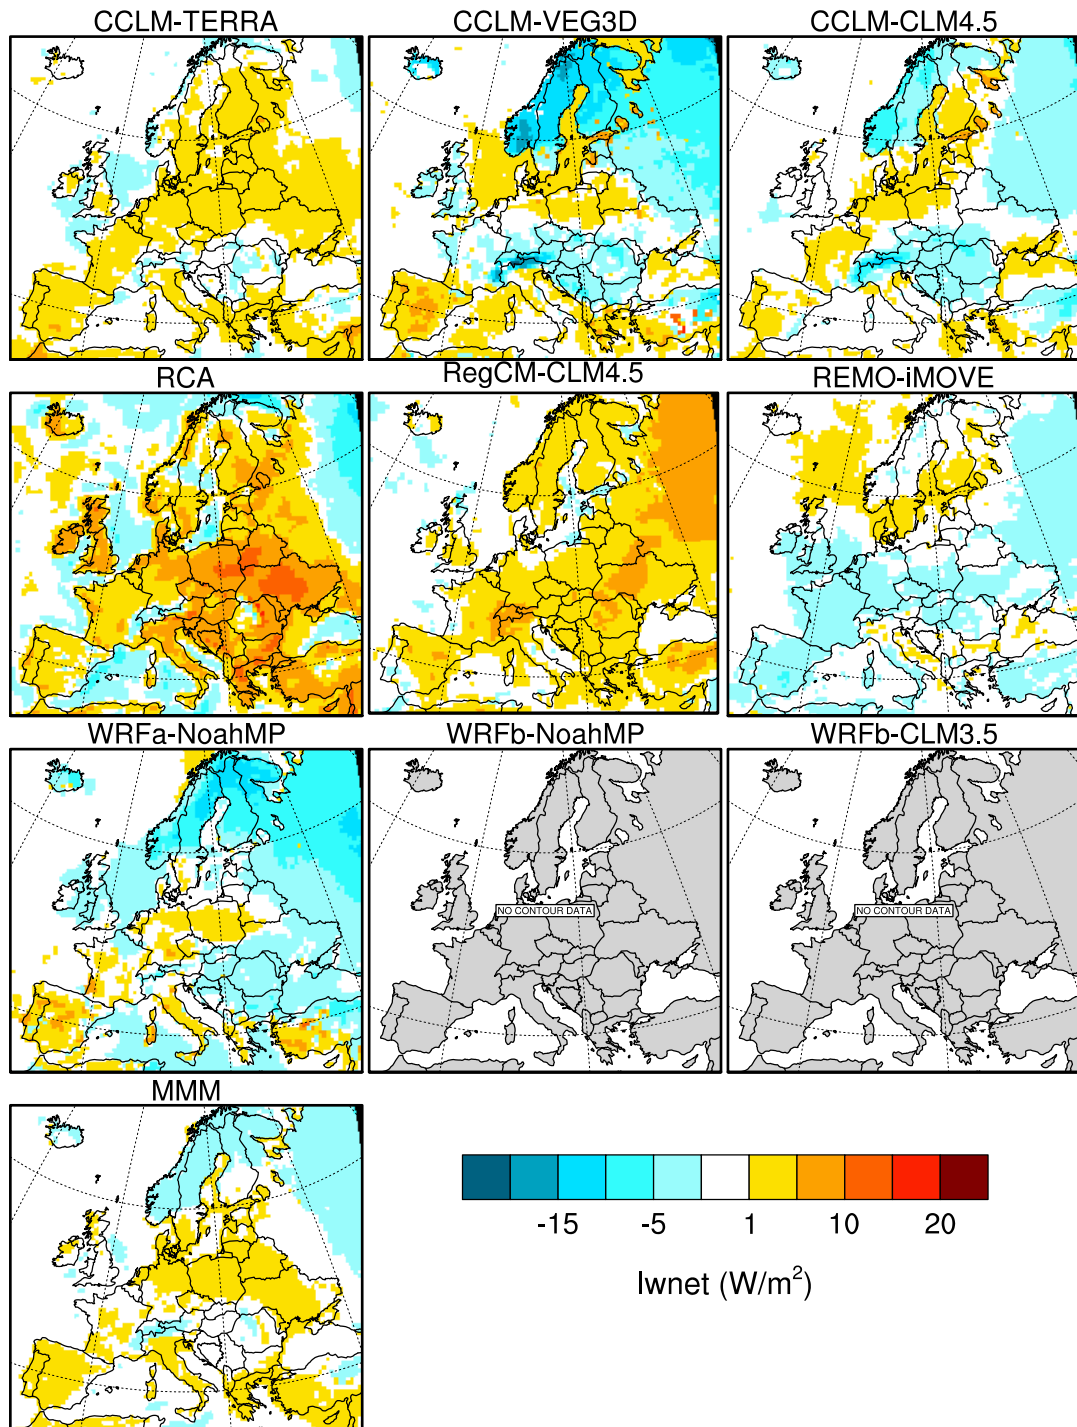 CCLM-TERRA CCLM-VEG3D CCLM-CLM4.5
RCA RegCM-CLM4.5 REMO-iMOVE
WRFa-NoahMP WRFb-NoahMP WRFb-CLM3.5
NO CONTOUR DATA NO CONTOUR DATA
MMM
-15 -5 1 10 20
lwnet (W/m²)